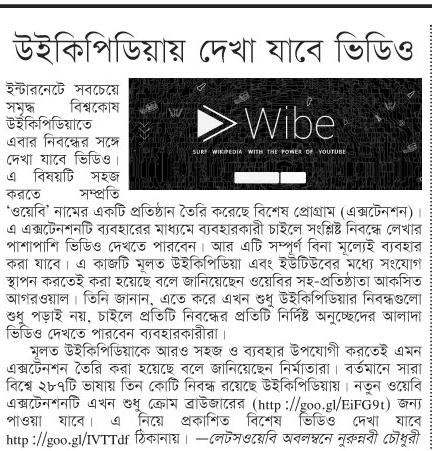 উইকিপিডিয়ায় দেখা যাবে ভিডিও
ইন্টারনেটে সবচেয়ে
সমৃদ্ধ বিশ্বকোষ
উইকিপিডিয়াতে
এবার নিবন্ধের সঙ্গে
দেখা যাবে ভিডিও।
এ বিষয়টি সহজ
করতে সম্প্রতি
Wibe
SURF WIKIPEDIA WITH THE POWER OF YOUTUBE
‘ওয়েবি’ নামের একটি প্রতিষ্ঠান তৈরি করেছে বিশেষ প্রোগ্রাম (এক্সটেনশন)।
এ এক্সটেনশনটি ব্যবহারের মাধ্যমে ব্যবহারকারী চাইলে সংশ্লিষ্ট নিবন্ধে লেখার
পাশাপাশি ভিডিও দেখতে পারবেন। আর এটি সম্পূর্ণ বিনা মূল্যেই ব্যবহার
করা যাবে। এ কাজটি মূলত উইকিপিডিয়া এবং ইউটিউবের মধ্যে সংযোগ
স্থাপন করতেই করা হয়েছে বলে জানিয়েছেন ওয়েবির সহ-প্রতিষ্ঠাতা আকসিত
আগরওয়াল। তিনি জানান, এতে করে এখন শুধু উইকিপিডিয়ার নিবন্ধগুলো
শুধু পড়াই নয়, চাইলে প্রতিটি নিবন্ধের প্রতিটি নির্দিষ্ট অনুচ্ছেদের আলাদা
ভিডিও দেখতে পারবেন ব্যবহারকারীরা।
মূলত উইকিপিডিয়াকে আরও সহজ ও ব্যবহার উপযোগী করতেই এমন
এক্সটেনশন তৈরি করা হয়েছে বলে জানিয়েছেন নির্মাতারা। বর্তমানে সারা
বিশ্বে ২৮৭টি ভাষায় তিন কোটি নিবন্ধ রয়েছে উইকিপিডিয়ায়। নতুন ওয়েবি
এক্সটেনশনটি এখন শুধু ক্রোম ব্রাউজারের (http ://goo.gl/EiFG9t) জন্য
পাওয়া যাবে। এ নিয়ে প্রকাশিত বিশেষ ভিডিও দেখা যাবে
http ://goo.gl/IVTTdf ঠিকানায়। —লেটসওয়েবি অবলম্বনে নুরুন্নবী চৌধুরী